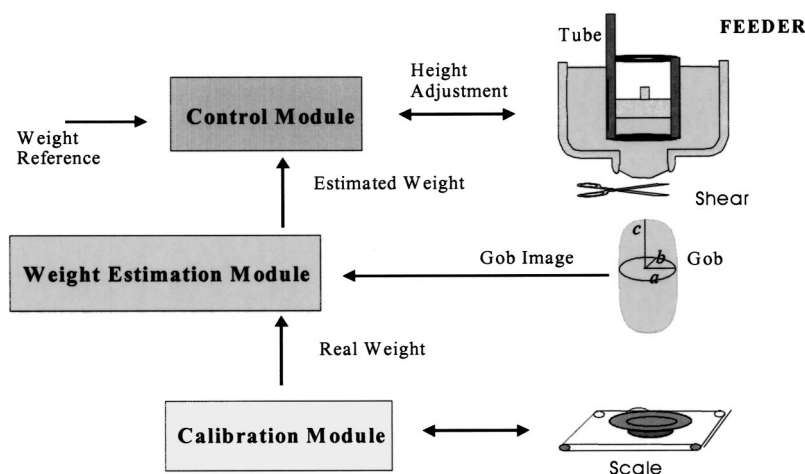 Tube
FEEDER
Height
Adjustment
Control Module
Weight
Reference
Estimated Weight
Shear
c
b
a
Gob
Gob Image
Weight Estimation Module
Real Weight
Calibration Module
Scale